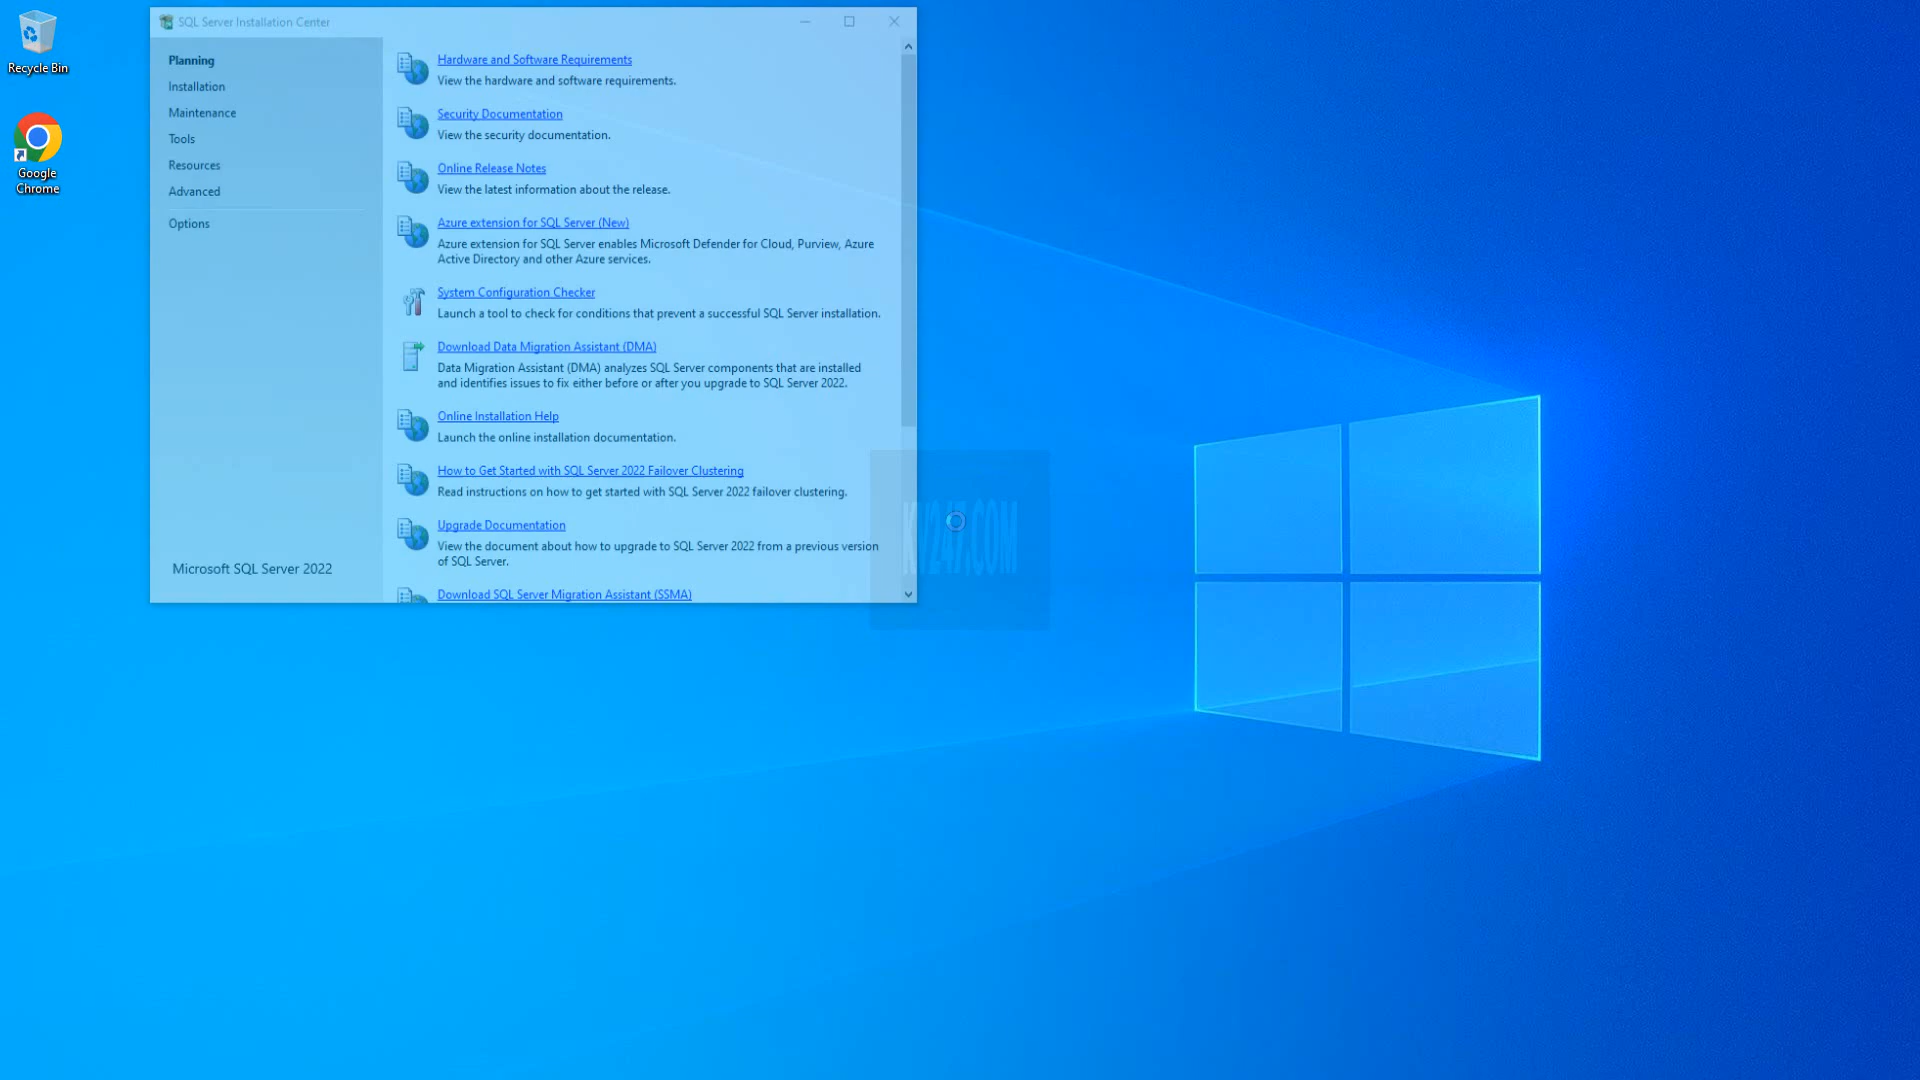 SQL Server Installation Center
Recycle Bin
Google
Chrome
Planning
Installation
Maintenance
Tools
Resources
Advanced
Options
Microsoft SQL Server 2022
Hardware and Software Requirements
View the hardware and software requirements.
Security Documentation
View the security documentation.
Online Release Notes
View the latest information about the release.
Azure extension for SQL Server (New)
Azure extension for SQL Server enables Microsoft Defender for Cloud, Purview, Azure
Active Directory and other Azure services.
System Configuration Checker
Launch a tool to check for conditions that prevent a successful SQL Server installation.
Download Data Migration Assistant (DMA)
Data Migration Assistant (DMA) analyzes SQL Server components that are installed
and identifies issues to fix either before or after you upgrade to SQL Server 2022.
Online Installation Help
Launch the online installation documentation.
How to Get Started with SQL Server 2022 Failover Clustering
Read instructions on how to get started with SQL Server 2022 failover clustering.
Upgrade Documentation
View the document about how to upgrade to SQL Server 2022 from a previous version
of SQL Server.
Download SQL Server Migration Assistant (SSMA)
KV247.COM